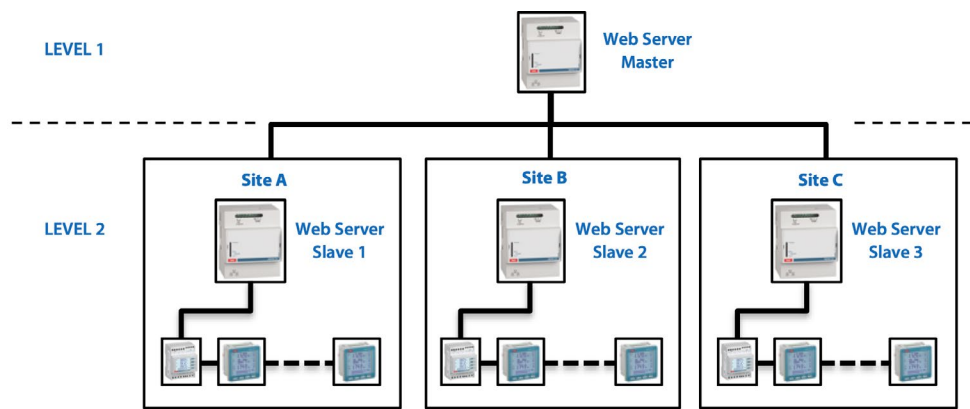 LEVEL 1
Web Server
Master
Site A
Site B
Site C
LEVEL 2
Web Server
Slave 1
Web Server
Slave 2
Web Server
Slave 3